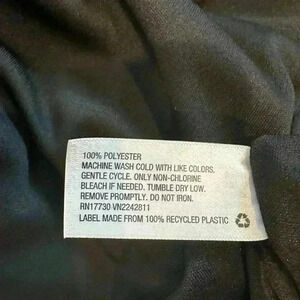 100% POLYESTER
MACHINE WASH COLD WITH LIKE COLORS.
GENTLE CYCLE. ONLY NON-CHLORINE
BLEACH IF NEEDED. TUMBLE DRY LOW.
REMOVE PROMPTLY. DO NOT IRON.
RN17730 VN2242811
LABEL MADE FROM 100% RECYCLED PLASTIC